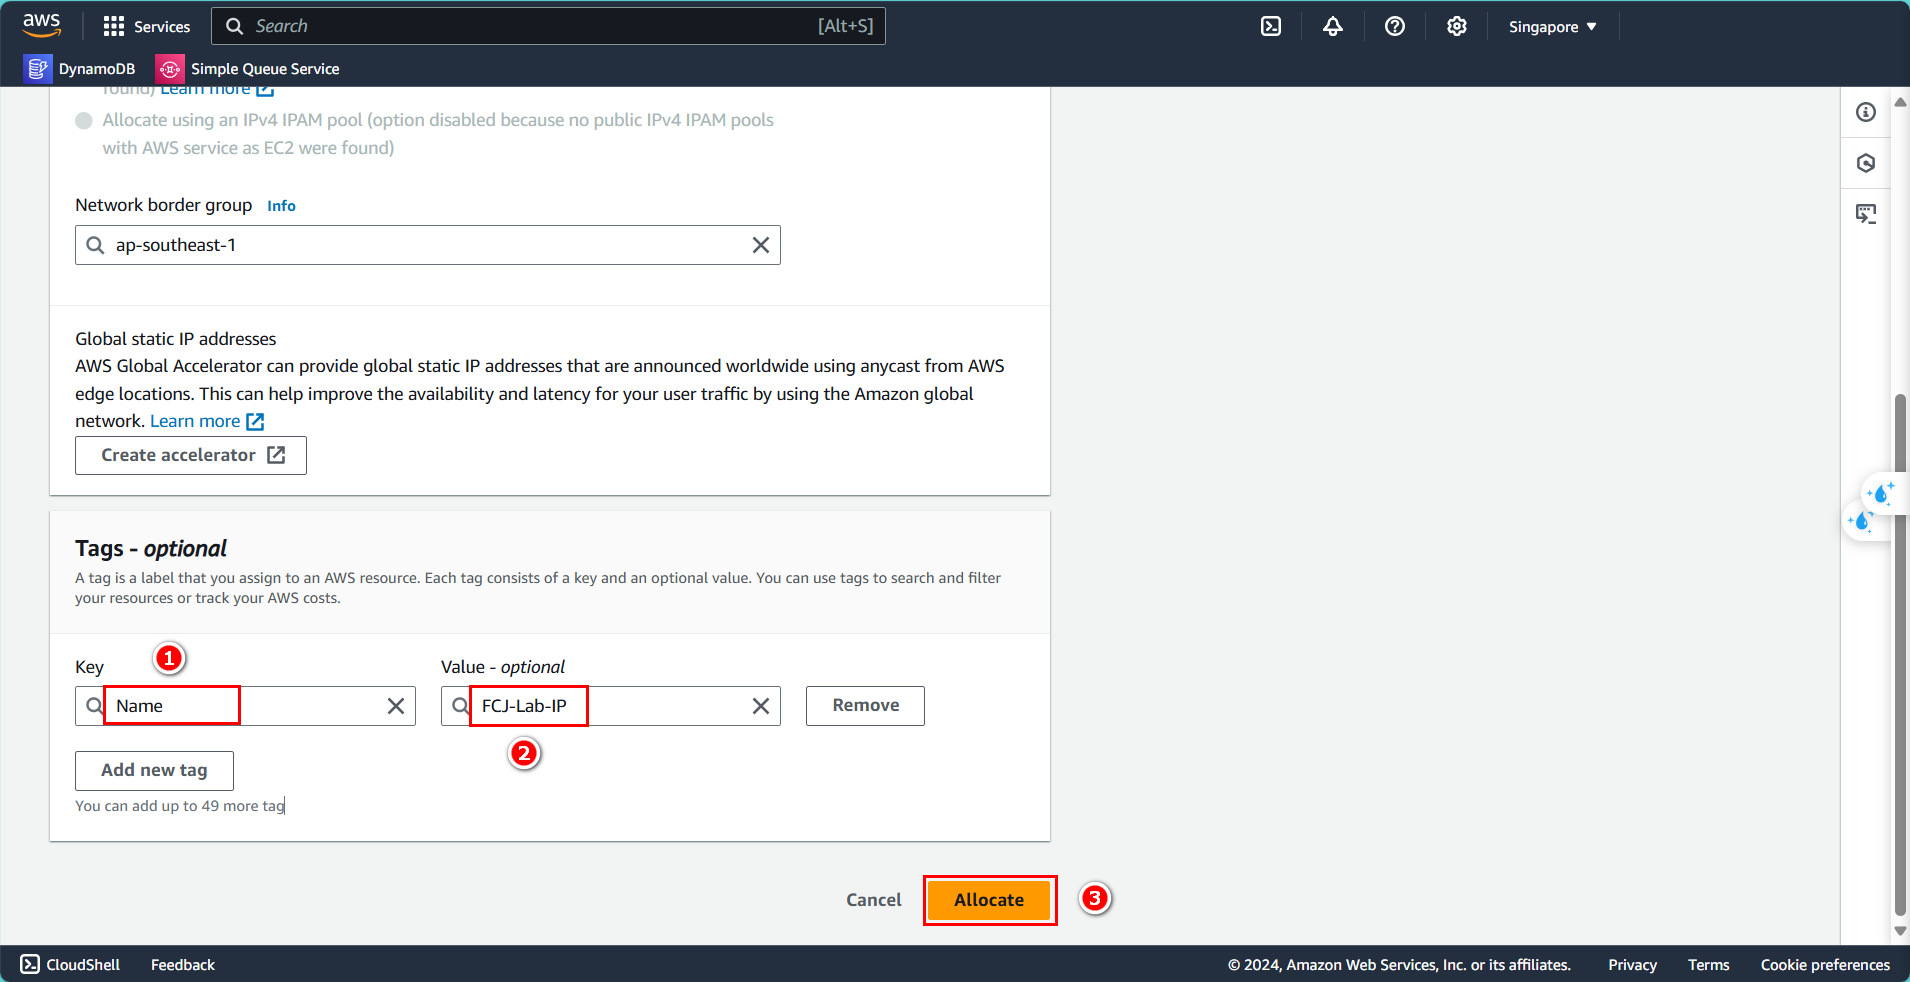 aws
Services
Search
[Alt+S]
Singapore
DynamoDB
Simple Queue Service
found) Learn more
Allocate using an IPv4 IPAM pool (option disabled because no public IPv4 IPAM pools
with AWS service as EC2 were found)
Network border group Info
ap-southeast-1
Global static IP addresses
AWS Global Accelerator can provide global static IP addresses that are announced worldwide using anycast from AWS
edge locations. This can help improve the availability and latency for your user traffic by using the Amazon global
network. Learn more
Create accelerator
Tags - optional
A tag is a label that you assign to an AWS resource. Each tag consists of a key and an optional value. You can use tags to search and filter
your resources or track your AWS costs.
Key
1
Value - optional
Name
FCJ-Lab-IP
Remove
2
Add new tag
You can add up to 49 more tag
Cancel
Allocate
3
CloudShell
Feedback
© 2024, Amazon Web Services, Inc. or its affiliates.
Privacy
Terms
Cookie preferences